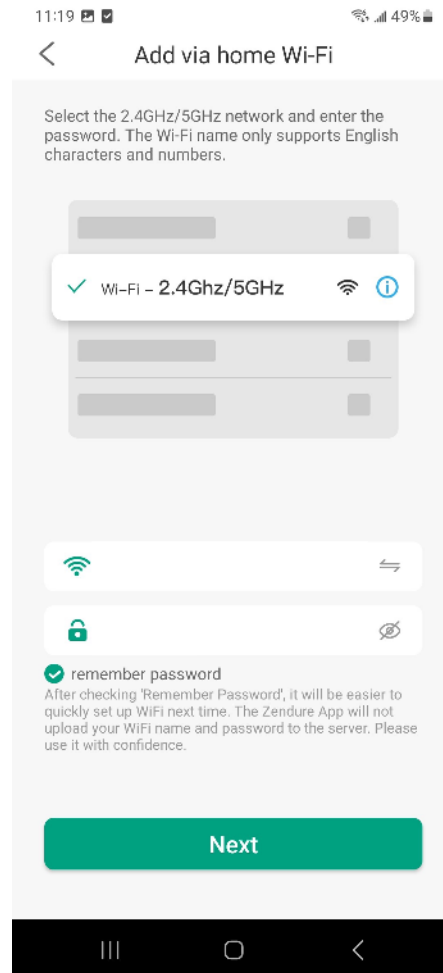 11:19 49%
Add via home Wi-Fi
Select the 2.4GHz/5GHz network and enter the
password. The Wi-Fi name only supports English
characters and numbers.
Wi-Fi – 2.4Ghz/5GHz
remember password
After checking 'Remember Password', it will be easier to
quickly set up WiFi next time. The Zendure App will not
upload your WiFi name and password to the server. Please
use it with confidence.
Next